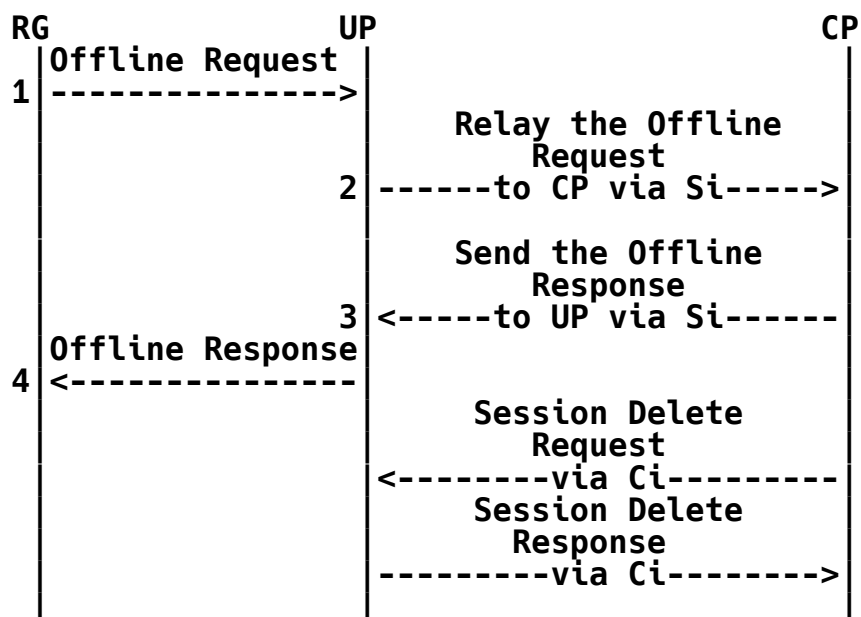 RG UP CP
Offline Request
1 --------------->
Relay the Offline
Request
2 ------to CP via Si----->
Send the Offline
Response
3 <-----to UP via Si------
Offline Response
4 <---------------
Session Delete
Request
<--------via Ci---------
Session Delete
Response
---------via Ci-------->